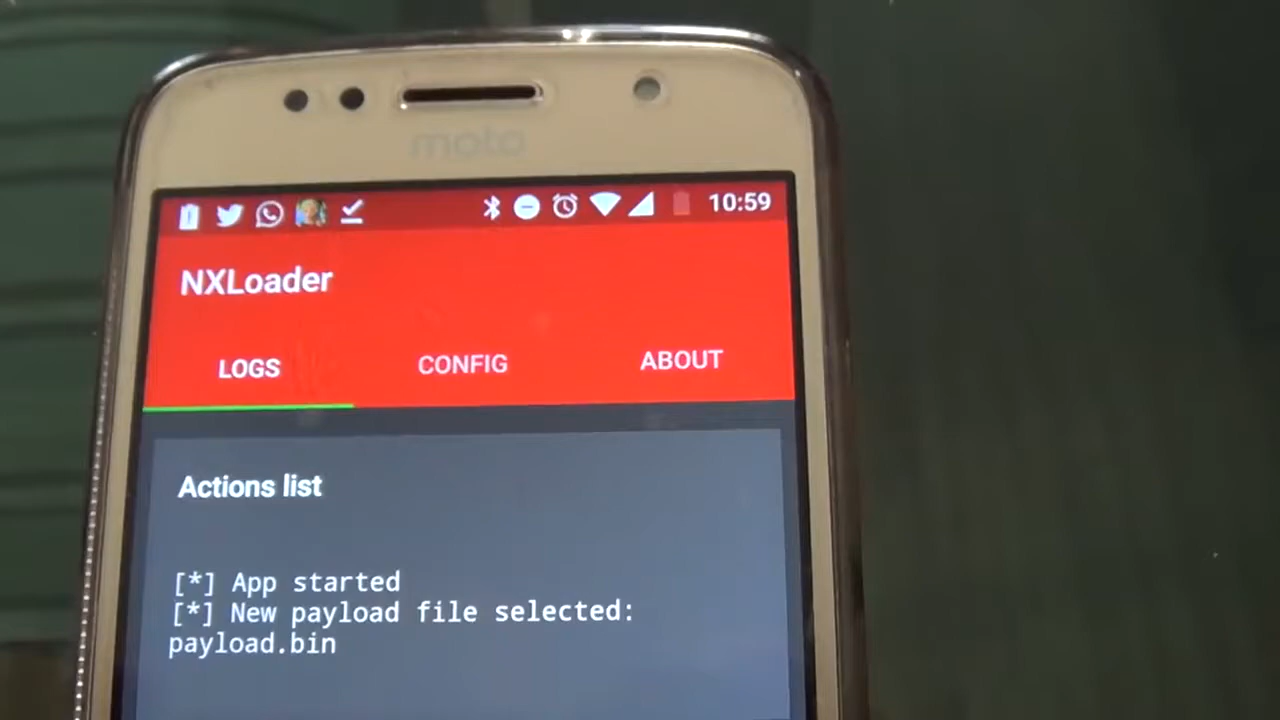 moto
10:59
NXLoader
LOGS CONFIG ABOUT
Actions list
[*] App started
[*] New payload file selected:
payload.bin